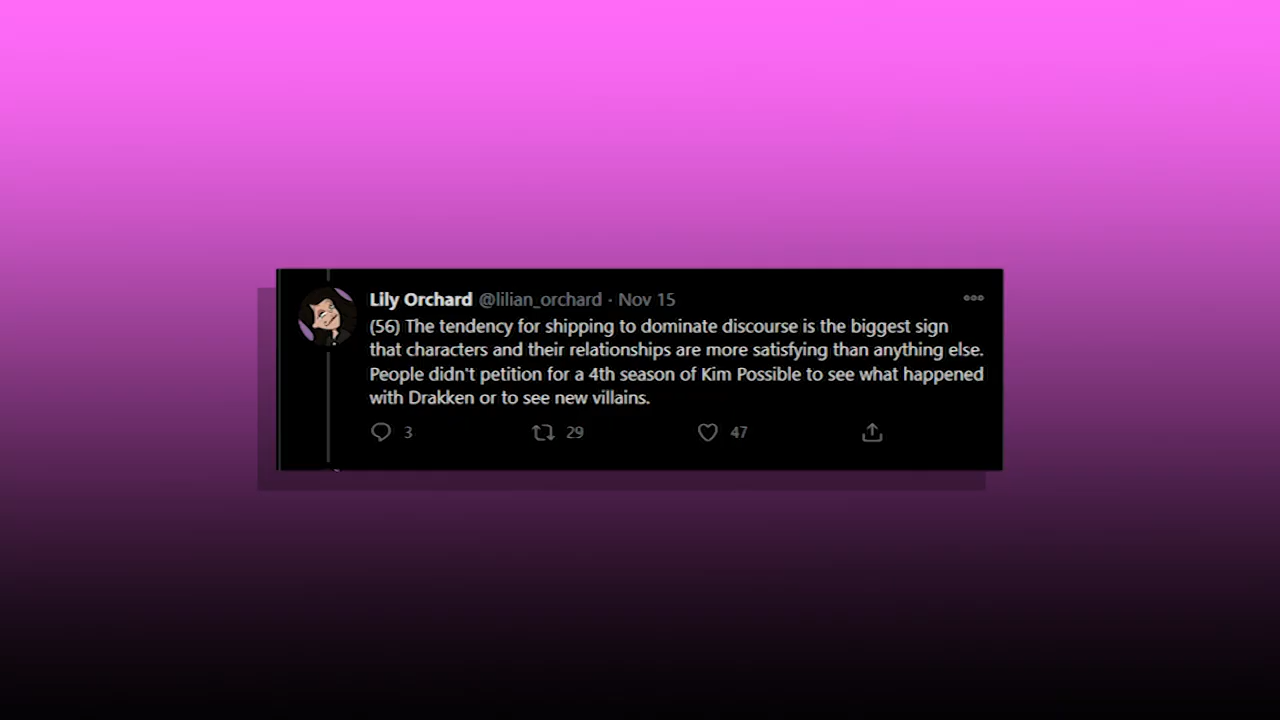 Lily Orchard @lilian_orchard · Nov 15
(56) The tendency for shipping to dominate discourse is the biggest sign
that characters and their relationships are more satisfying than anything else.
People didn't petition for a 4th season of Kim Possible to see what happened
with Drakken or to see new villains.
3 29 47